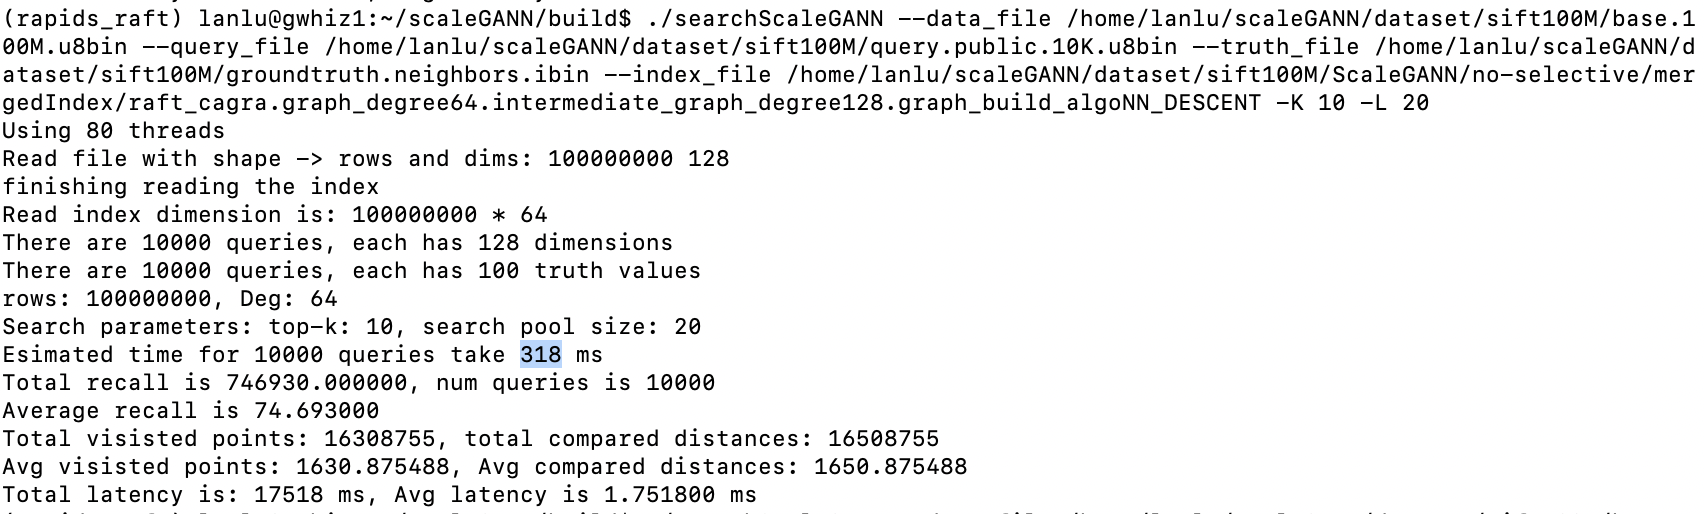 (rapids_raft) lanlu@gwhiz1:~/scaleGANN/build$ ./searchScaleGANN --data_file /home/lanlu/scaleGANN/dataset/sift100M/base.1
00M.u8bin --query_file /home/lanlu/scaleGANN/dataset/sift100M/query.public.10K.u8bin --truth_file /home/lanlu/scaleGANN/d
ataset/sift100M/groundtruth.neighbors.ibin --index_file /home/lanlu/scaleGANN/dataset/sift100M/ScaleGANN/no-selective/mer
gedIndex/raft_cagra.graph_degree64.intermediate_graph_degree128.graph_build_algoNN_DESCENT -K 10 -L 20
Using 80 threads
Read file with shape -> rows and dims: 100000000 128
finishing reading the index
Read index dimension is: 100000000 * 64
There are 10000 queries, each has 128 dimensions
There are 10000 queries, each has 100 truth values
rows: 100000000, Deg: 64
Search parameters: top-k: 10, search pool size: 20
Esimated time for 10000 queries take 318 ms
Total recall is 746930.000000, num queries is 10000
Average recall is 74.693000
Total visisted points: 16308755, total compared distances: 16508755
Avg visisted points: 1630.875488, Avg compared distances: 1650.875488
Total latency is: 17518 ms, Avg latency is 1.751800 ms